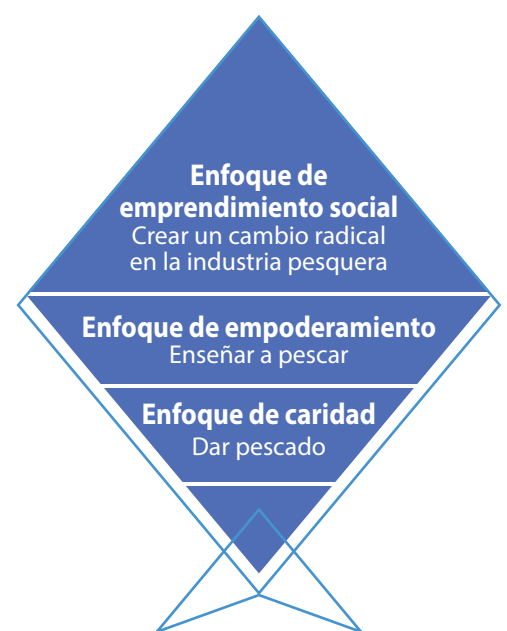 Enfoque de
emprendimiento social
Crear un cambio radical
en la industria pesquera
Enfoque de empoderamiento
Enseñar a pescar
Enfoque de caridad
Dar pescado